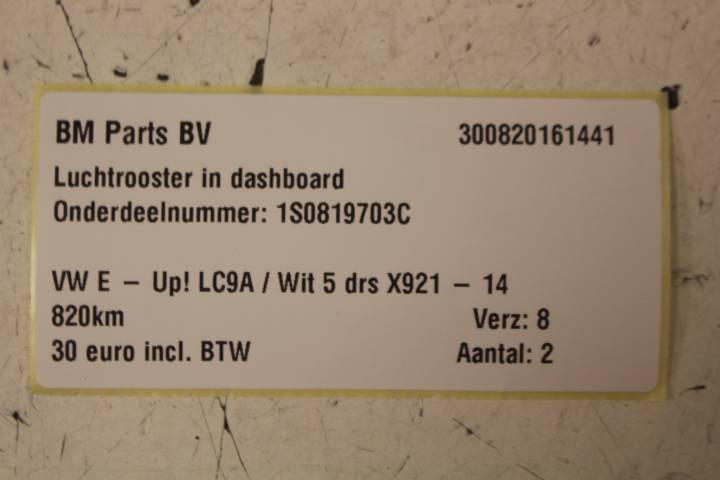 BM Parts BV 300820161441
Luchtrooster in dashboard
Onderdeelnummer: 1S0819703C
VW E – Up! LC9A / Wit 5 drs X921 – 14
820km Verz: 8
30 euro incl. BTW Aantal: 2